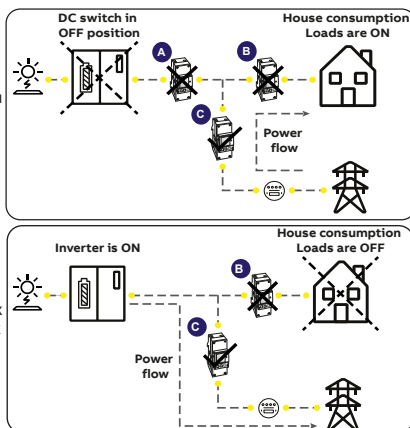 DC switch in
OFF position
House consumption
Loads are ON
A
B
C
Power
flow
Inverter is ON
House consumption
Loads are OFF
B
C
Power
flow